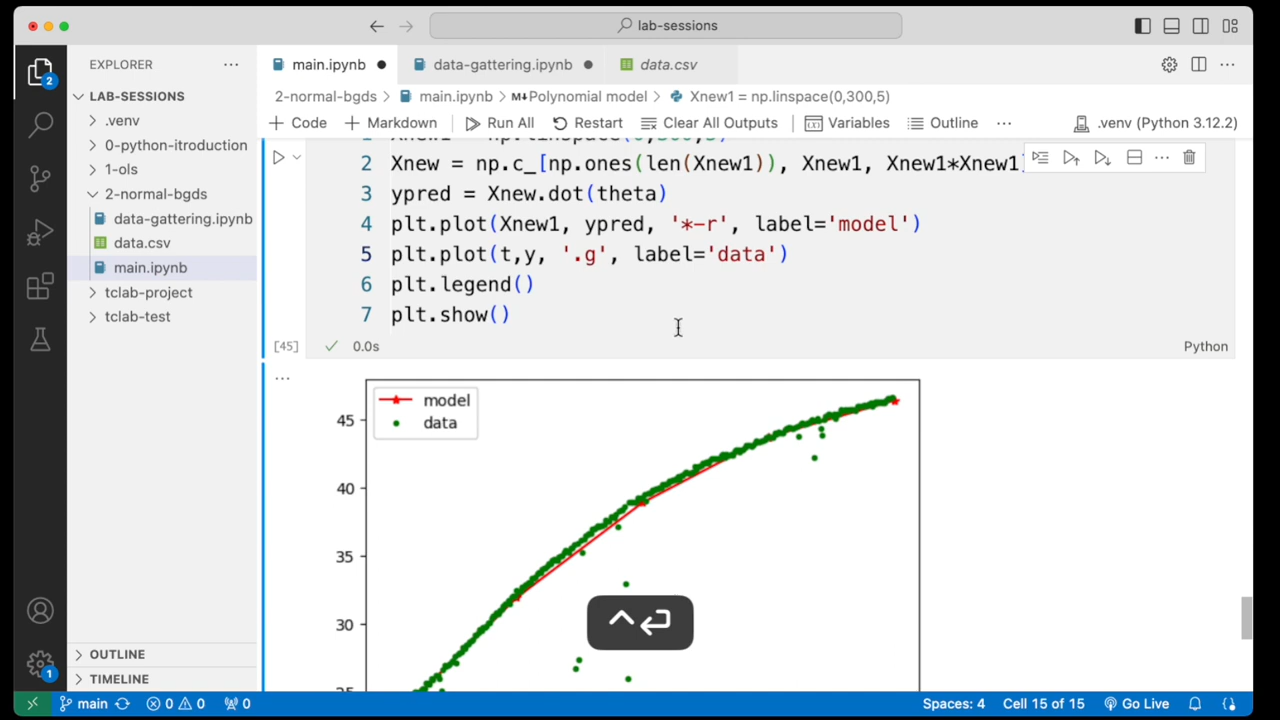 lab-sessions
EXPLORER
main.ipynb
data-gattering.ipynb
data.csv
LAB-SESSIONS
2-normal-bgds > main.ipynb > M↓Polynomial model > Xnew1 = np.linspace(0,300,5)
.venv
Code
Markdown
Run All
Restart
Clear All Outputs
Variables
Outline
.venv (Python 3.12.2)
0-python-itroduction
1-ols
2-normal-bgds
data-gattering.ipynb
data.csv
main.ipynb
tclab-project
tclab-test
2 Xnew = np.c_[np.ones(len(Xnew1)), Xnew1, Xnew1*Xnew1]
3 ypred = Xnew.dot(theta)
4 plt.plot(Xnew1, ypred, '*-r', label='model')
5 plt.plot(t,y, '.g', label='data')
6 plt.legend()
7 plt.show()
[45] 0.0s Python
model
data
45
40
35
30
OUTLINE
TIMELINE
2
1
main 0 0 0 Spaces: 4 Cell 15 of 15 Go Live